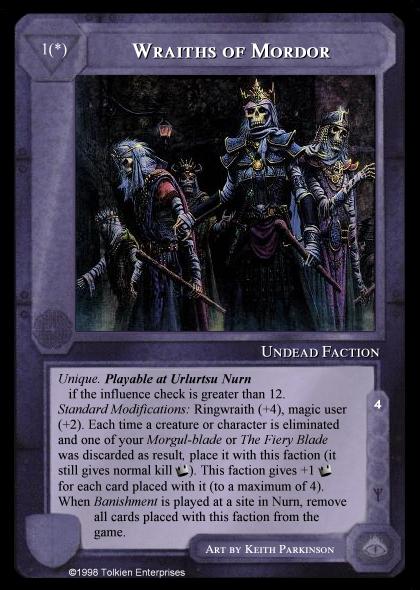 1(*)
WRAITHS OF MORDOR
UNDEAD FACTION
Unique. Playable at Urlurtsu Nurn
if the influence check is greater than 12.
Standard Modifications: Ringwraith (+4), magic user
(+2). Each time a creature or character is eliminated
and one of your Morgul-blade or The Fiery Blade
was discarded as result, place it with this faction (it
still gives normal kill ). This faction gives +1
for each card placed with it (to a maximum of 4).
When Banishment is played at a site in Nurn, remove
all cards placed with this faction from the
game.
4
ART BY KEITH PARKINSON
©1998 Tolkien Enterprises